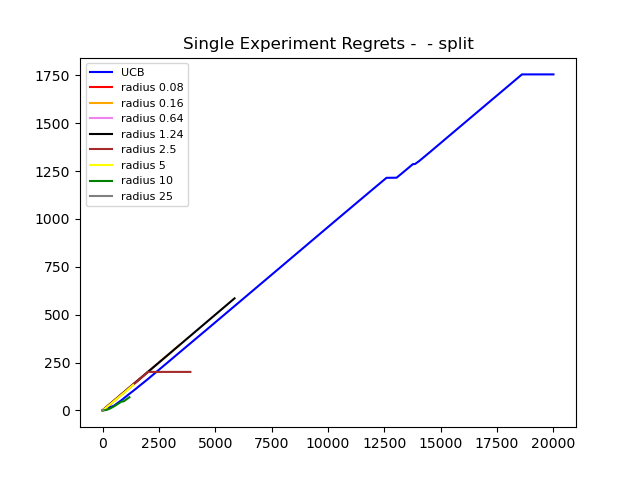 Single Experiment Regrets -  - split
UCB
radius 0.08
radius 0.16
radius 0.64
radius 1.24
radius 2.5
radius 5
radius 10
radius 25
1750
1500
1250
1000
750
500
250
0
0 2500 5000 7500 10000 12500 15000 17500 20000